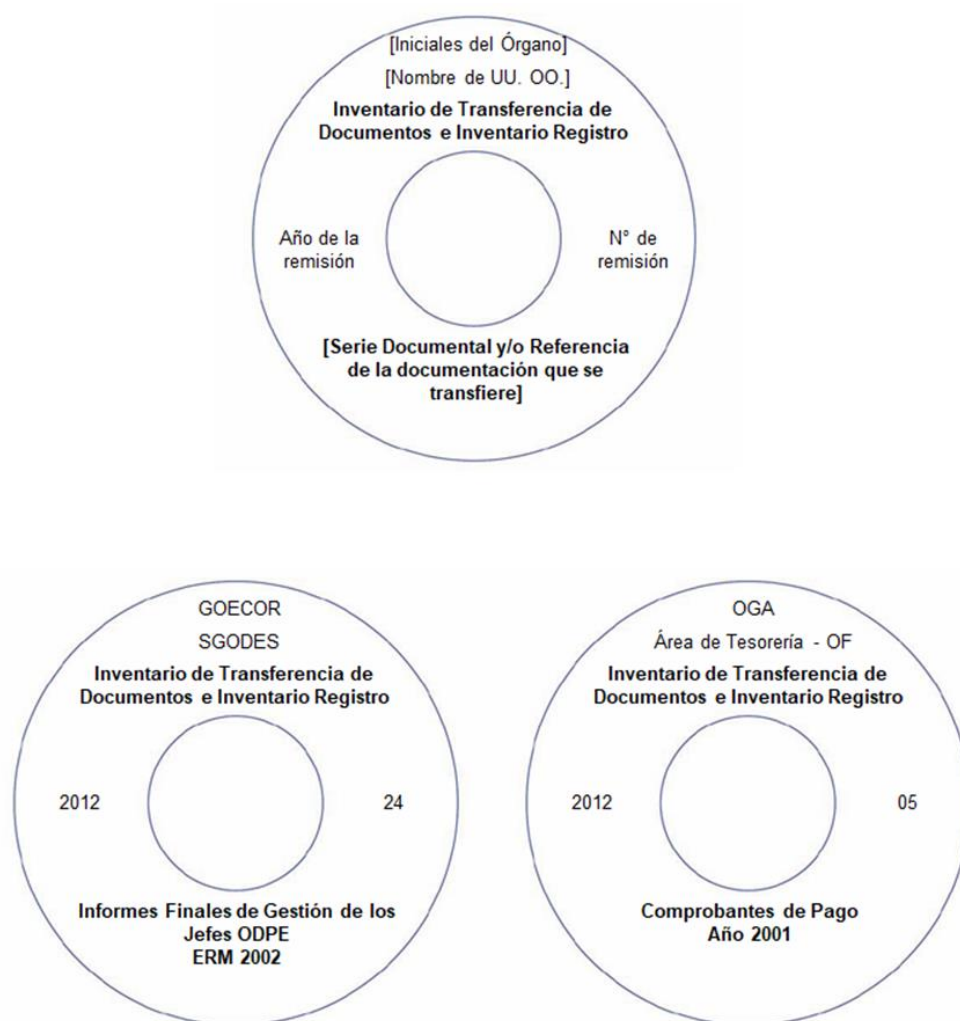 [Iniciales del Órgano]
[Nombre de UU. OO.]
Inventario de Transferencia de
Documentos e Inventario Registro
Año de la
remisión
N° de
remisión
[Serie Documental y/o Referencia
de la documentación que se
transfiere]
GOECOR
SGODES
Inventario de Transferencia de
Documentos e Inventario Registro
2012
24
Informes Finales de Gestión de los
Jefes ODPE
ERM 2002
OGA
Área de Tesorería - OF
Inventario de Transferencia de
Documentos e Inventario Registro
2012
05
Comprobantes de Pago
Año 2001